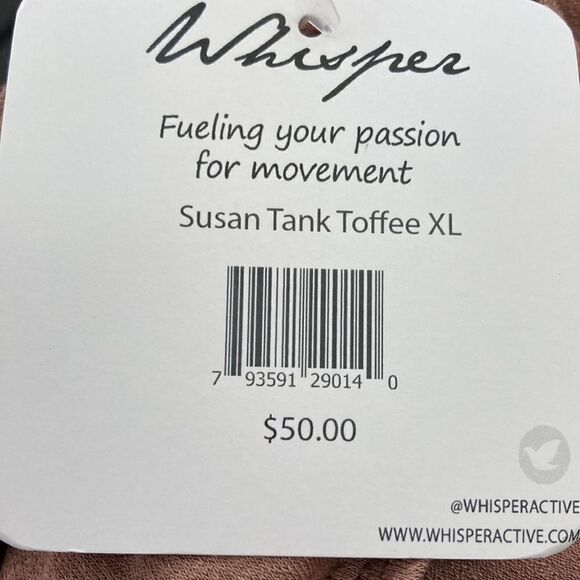 Whisper
Fueling your passion
for movement
Susan Tank Toffee XL
7 93591 29014 0
$50.00
@WHISPERACTIVE
WWW.WHISPERACTIVE.COM